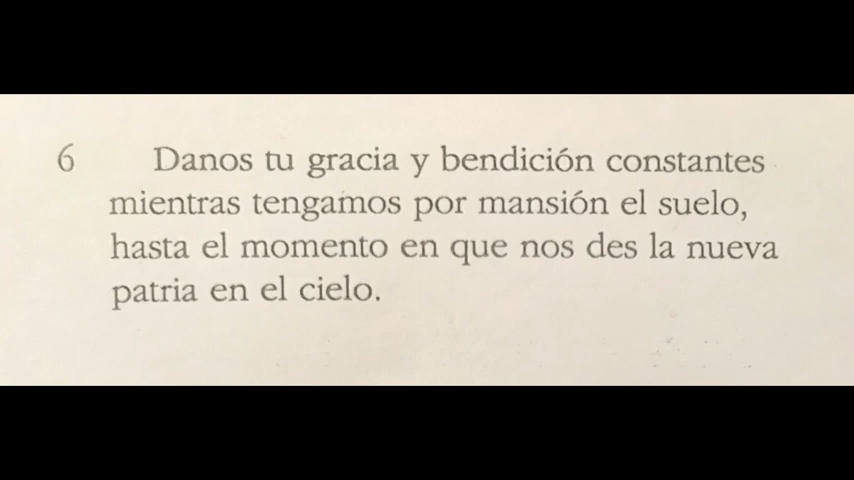 6 Danos tu gracia y bendición constantes
mientras tengamos por mansión el suelo,
hasta el momento en que nos des la nueva
patria en el cielo.